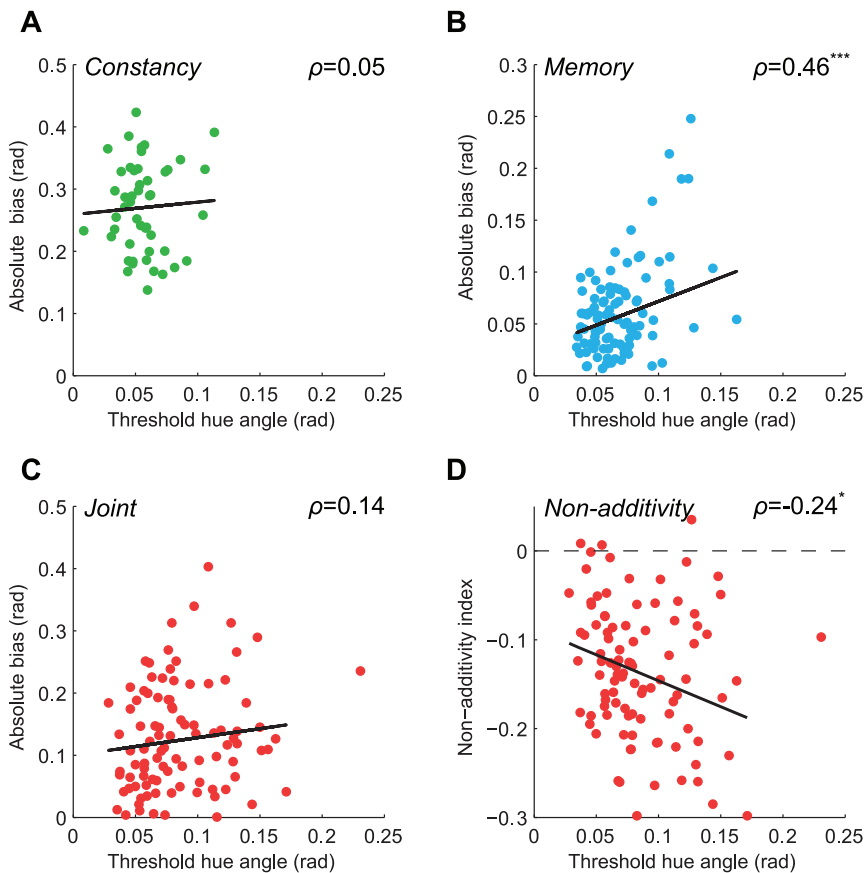 A
Constancy
ρ=0.05
0.5
0.4
0.3
0.2
0.1
0
Absolute bias (rad)
0
0.05
0.1
0.15
0.2
0.25
Threshold hue angle (rad)
B
Memory
ρ=0.46***
0.3
0.25
0.2
0.15
0.1
0.05
0
Absolute bias (rad)
0
0.05
0.1
0.15
0.2
0.25
Threshold hue angle (rad)
C
Joint
ρ=0.14
0.5
0.4
0.3
0.2
0.1
0
Absolute bias (rad)
0
0.05
0.1
0.15
0.2
0.25
Threshold hue angle (rad)
D
Non-additivity
ρ=-0.24*
0
−0.1
−0.2
−0.3
Non−additivity index
0
0.05
0.1
0.15
0.2
0.25
Threshold hue angle (rad)